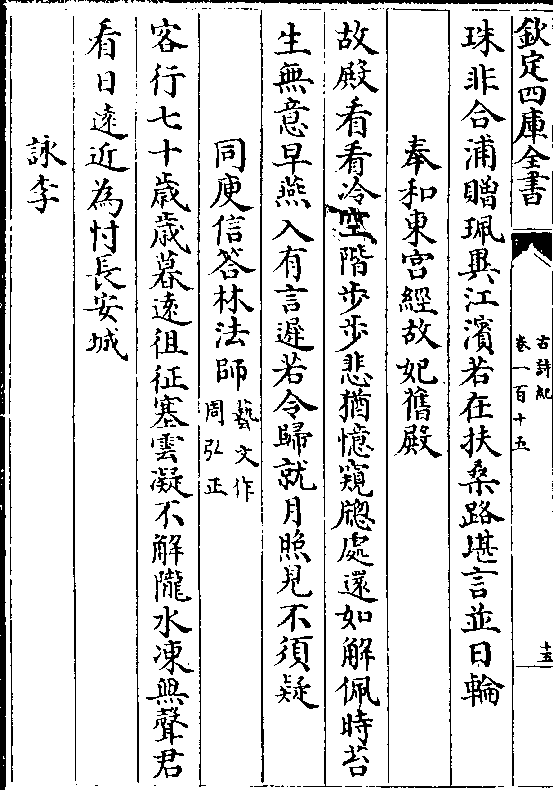 欽定四庫全書
古詩紀
卷一百十五
十五
珠非合浦贈珮異江濱若在扶桑路堪言並日輪
奉和東宮經故妃舊殿
故殿看看冷空階步步悲猶憶窺牕處還如解佩時苔
生無意早燕入有言遲若令歸就月照見不須疑
同庾信答林法師
藝文作
周弘正
客行七十歲歲暮遠徂征塞雲凝不解隴水凍無聲君
看日遠近為忖長安城
詠李